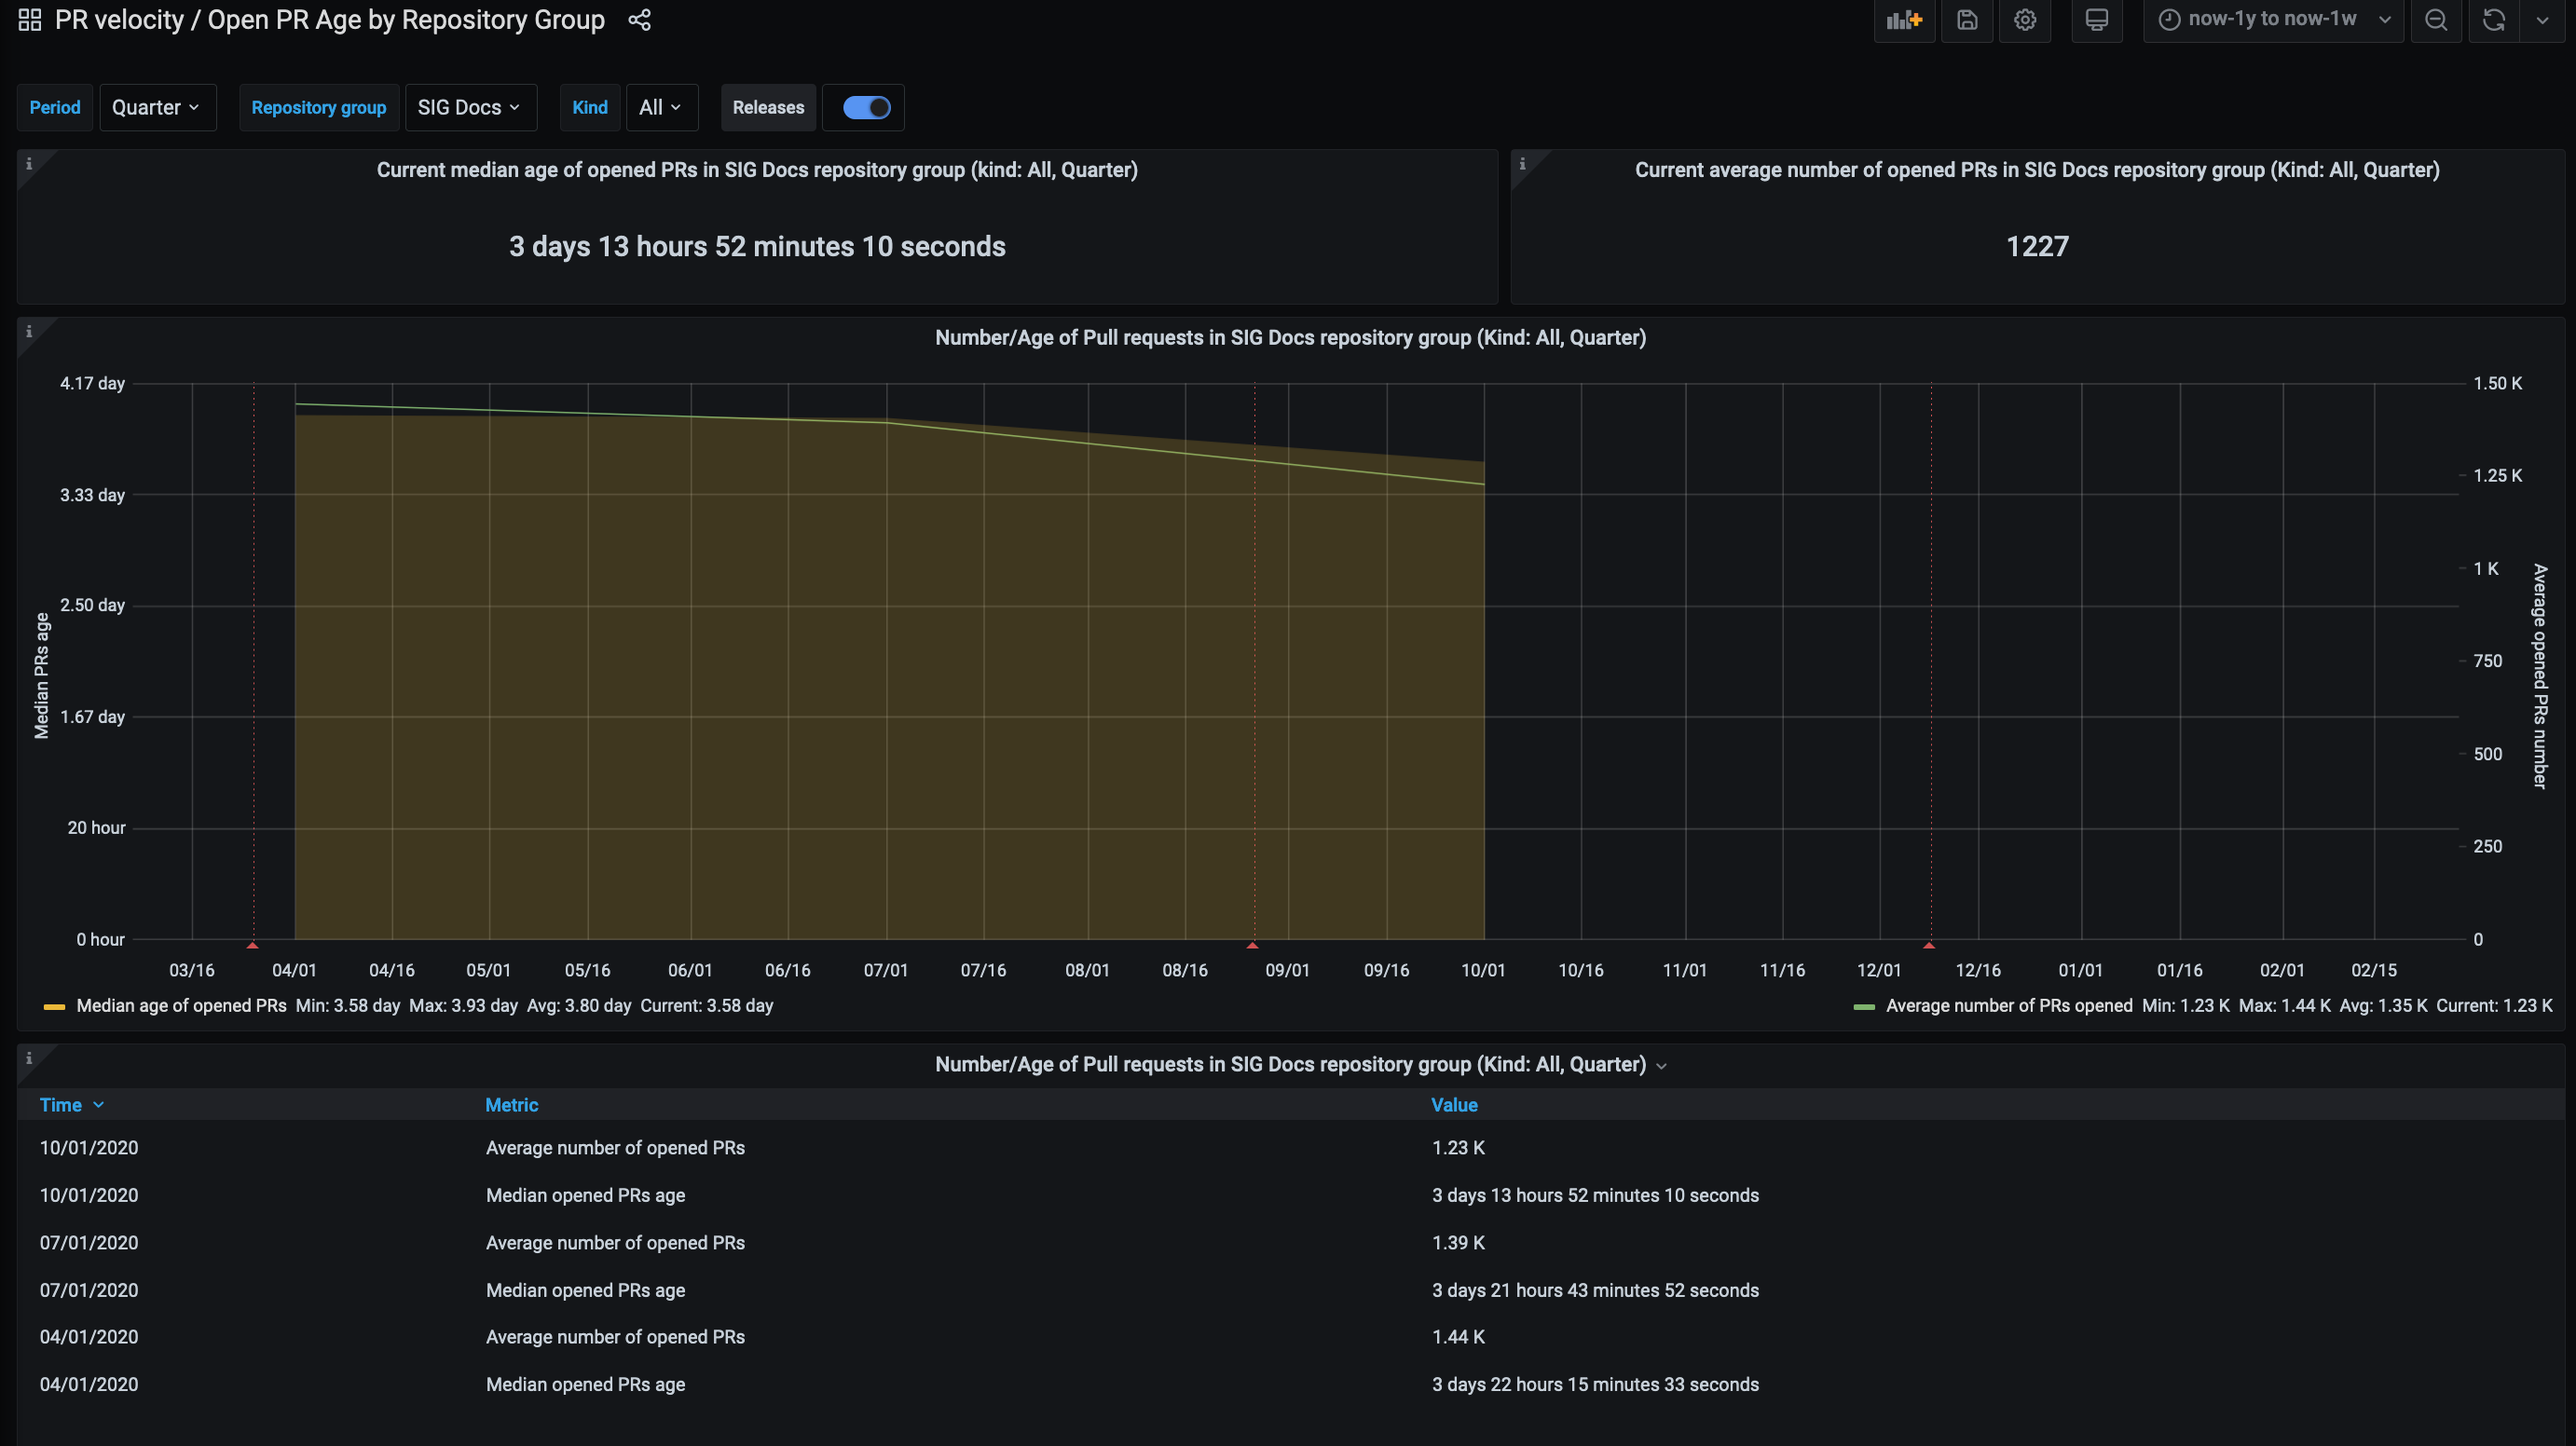 PR velocity / Open PR Age by Repository Group
now-1y to now-1w
Period Quarter Repository group SIG Docs Kind All Releases
Current median age of opened PRs in SIG Docs repository group (kind: All, Quarter)
3 days 13 hours 52 minutes 10 seconds
Current average number of opened PRs in SIG Docs repository group (Kind: All, Quarter)
1227
Number/Age of Pull requests in SIG Docs repository group (Kind: All, Quarter)
4.17 day
3.33 day
2.50 day
1.67 day
20 hour
0 hour
Median PRs age
1.50 K
1.25 K
1 K
750
500
250
0
Average opened PRs number
03/16 04/01 04/16 05/01 05/16 06/01 06/16 07/01 07/16 08/01 08/16 09/01 09/16 10/01 10/16 11/01 11/16 12/01 12/16 01/01 01/16 02/01 02/15
Median age of opened PRs Min: 3.58 day Max: 3.93 day Avg: 3.80 day Current: 3.58 day
Average number of PRs opened Min: 1.23 K Max: 1.44 K Avg: 1.35 K Current: 1.23 K
Number/Age of Pull requests in SIG Docs repository group (Kind: All, Quarter)
Time Metric Value
10/01/2020 Average number of opened PRs 1.23 K
10/01/2020 Median opened PRs age 3 days 13 hours 52 minutes 10 seconds
07/01/2020 Average number of opened PRs 1.39 K
07/01/2020 Median opened PRs age 3 days 21 hours 43 minutes 52 seconds
04/01/2020 Average number of opened PRs 1.44 K
04/01/2020 Median opened PRs age 3 days 22 hours 15 minutes 33 seconds